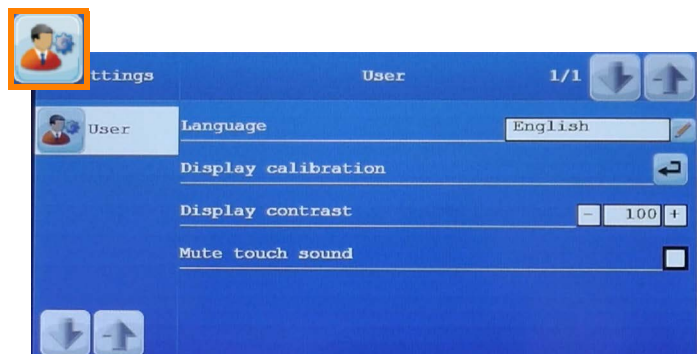 ttings User 1/1
User
Language English
Display calibration
Display contrast - 100 +
Mute touch sound